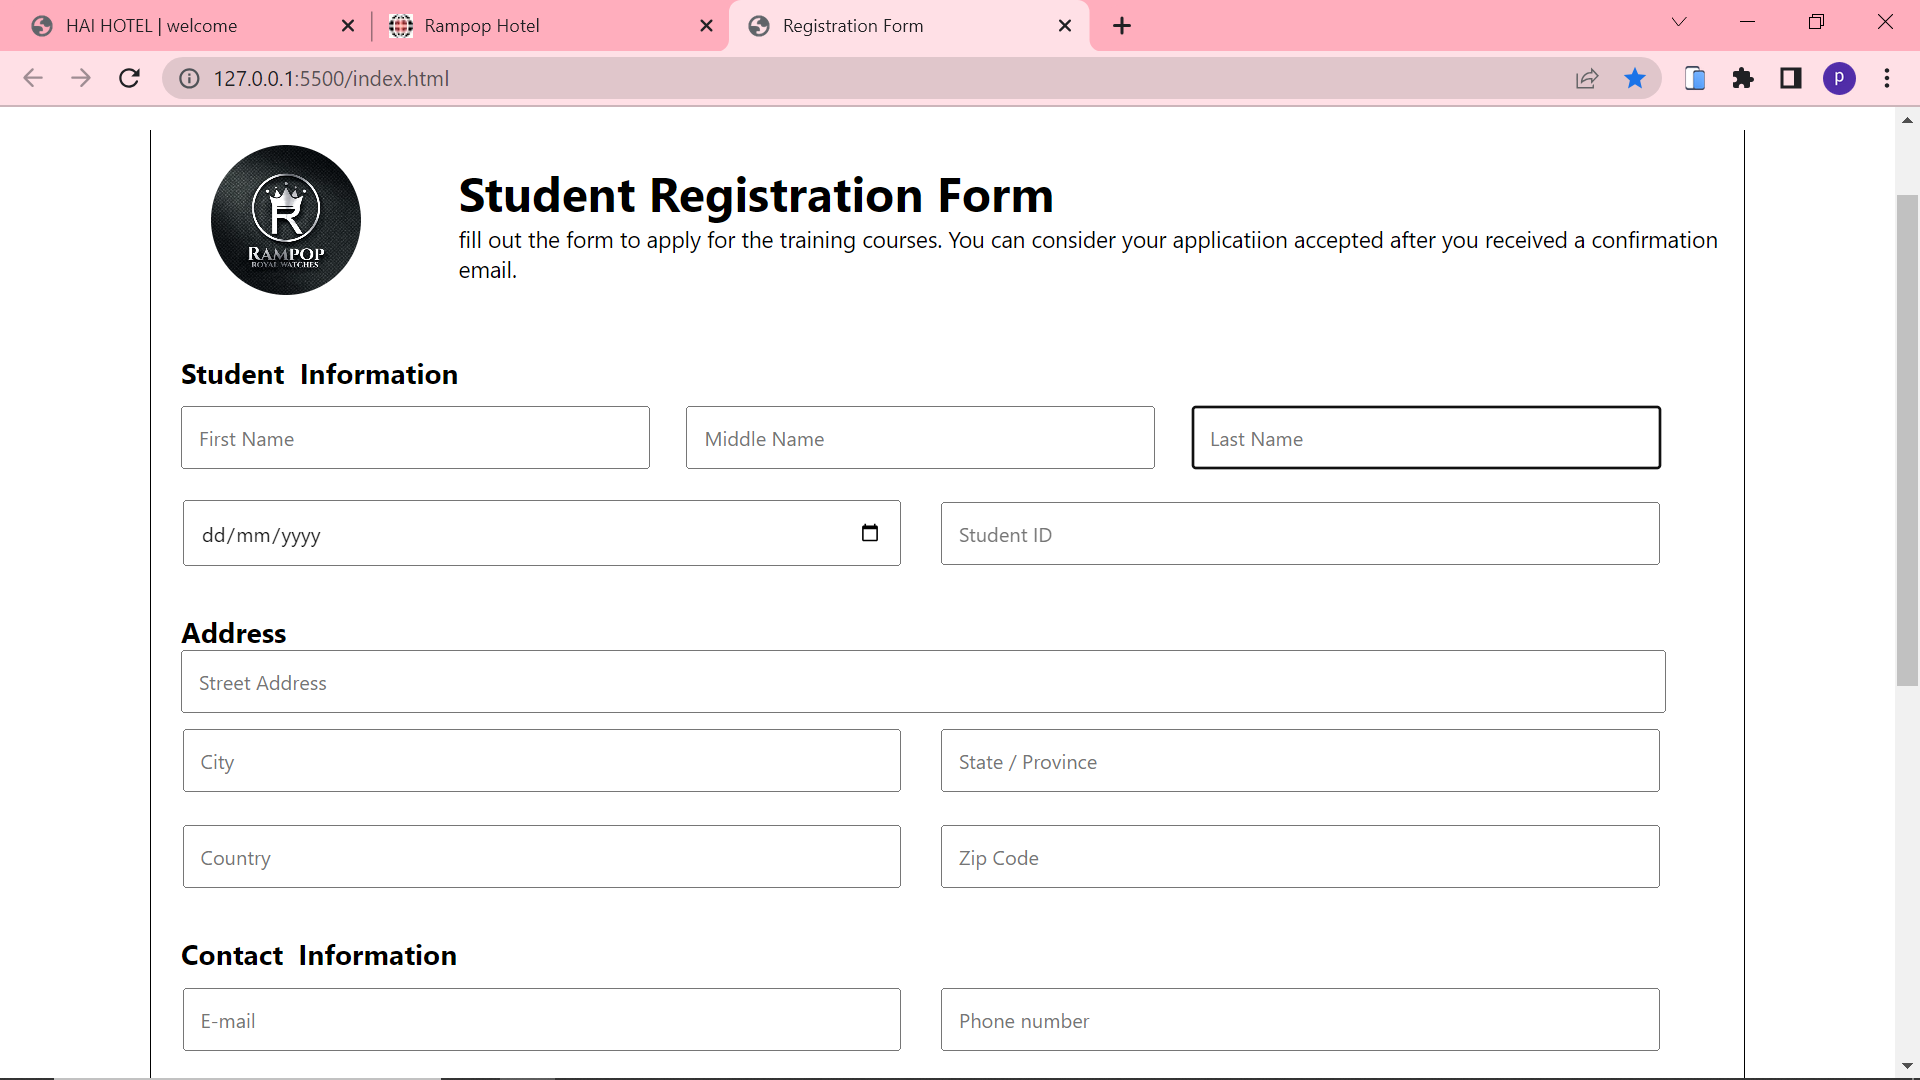 HAI HOTEL | welcome
Rampop Hotel
Registration Form
127.0.0.1:5500/index.html
p
R
RAMPOP
ROYAL WATCHES
Student Registration Form
fill out the form to apply for the training courses. You can consider your applicatiion accepted after you received a confirmation
email.
Student Information
First Name
Middle Name
Last Name
dd/mm/yyyy
Student ID
Address
Street Address
City
State / Province
Country
Zip Code
Contact Information
E-mail
Phone number